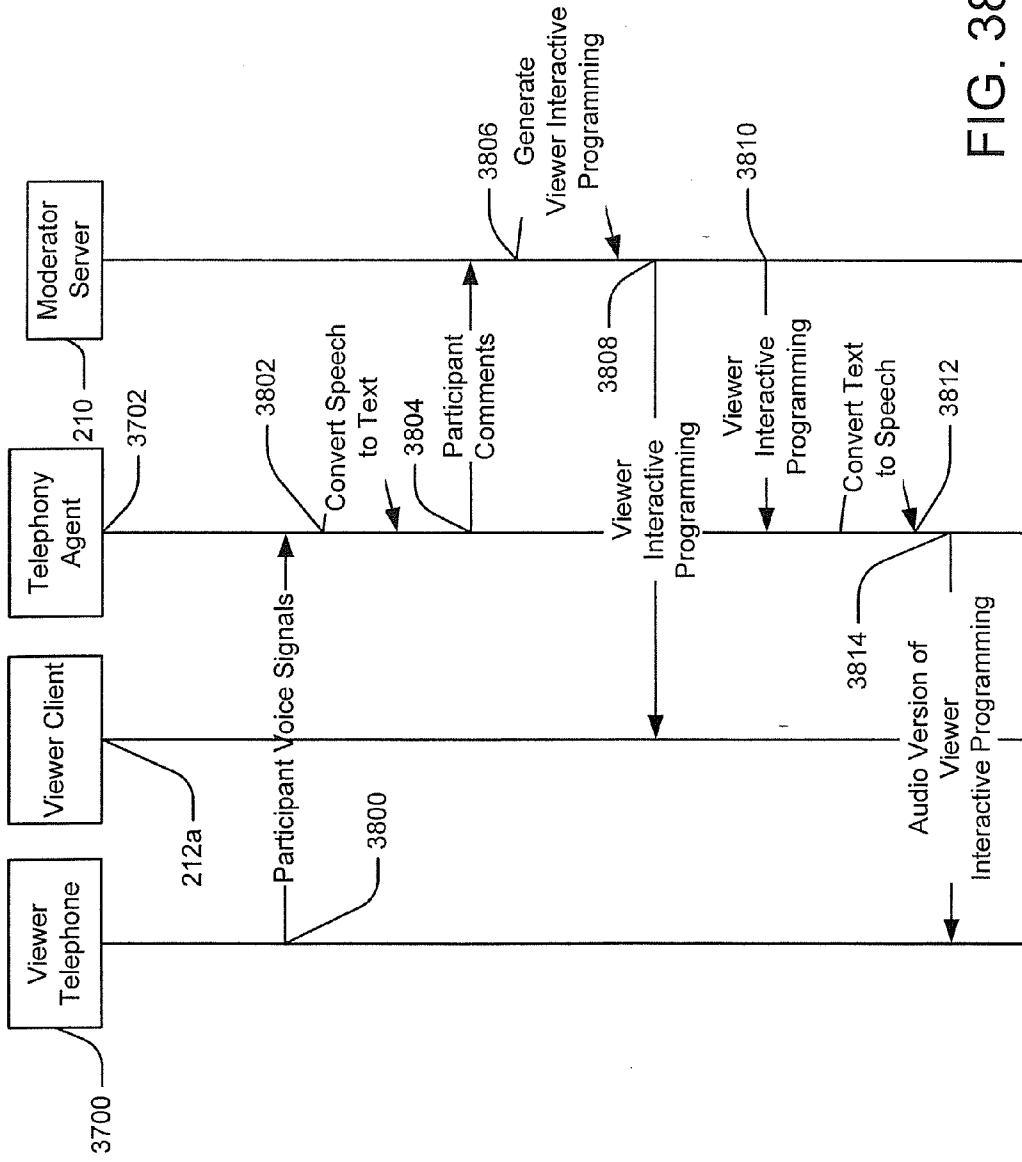 Viewer
Telephone
Viewer Client
Telephony
Agent
Moderator
Server
3700
212a
3702
210
Participant Voice Signals
3800
3802
Convert Speech
to Text
3804
Participant
Comments
3806
Generate
Viewer Interactive
Programming
3808
Viewer
Interactive
Programming
3810
Viewer
Interactive
Programming
Convert Text
to Speech
3812
3814
Audio Version of
Viewer
Interactive Programming
FIG. 38